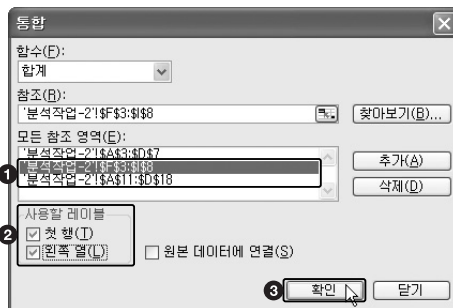 통합
함수(F):
합계
참조(R):
'분석작업-2'!$F$3:$I$8
찾아보기(B)...
모든 참조 영역(E):
'분석작업-2'!$A$3:$D$7
'분석작업-2'!$F$3:$I$8
'분석작업-2'!$A$11:$D$18
추가(A)
삭제(D)
1
사용할 레이블
2
첫 행(T)
왼쪽 열(L)
원본 데이터에 연결(S)
3
확인
닫기